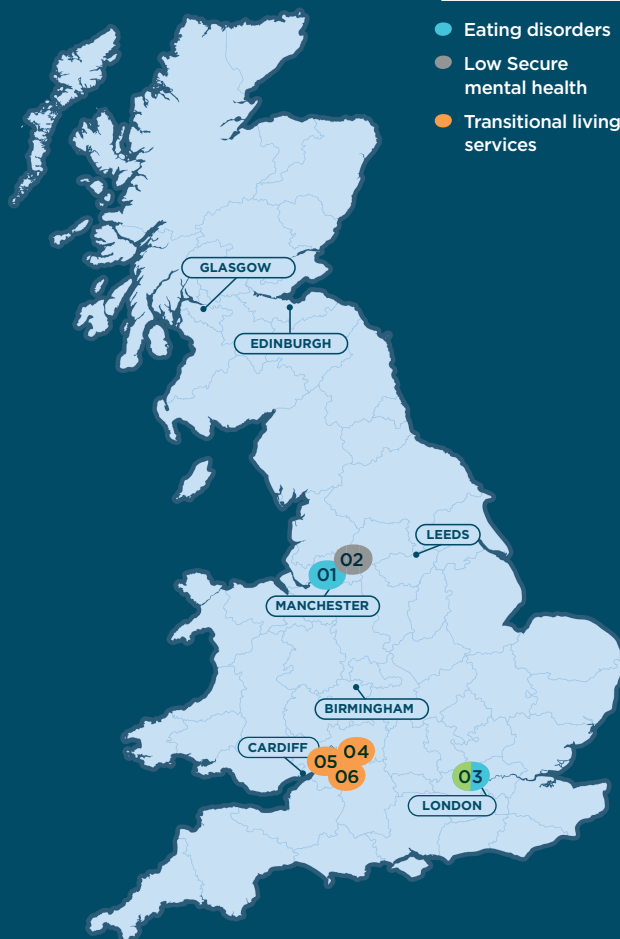 Eating disorders
Low Secure
mental health
Transitional living
services
GLASGOW
EDINBURGH
LEEDS
02
01
MANCHESTER
BIRMINGHAM
CARDIFF
04
05
06
03
LONDON